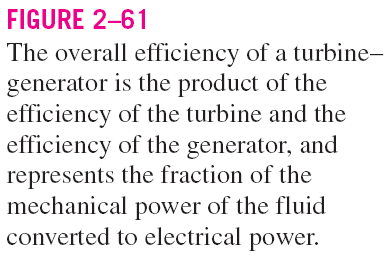 FIGURE 2–61
The overall efficiency of a turbine–
generator is the product of the
efficiency of the turbine and the
efficiency of the generator, and
represents the fraction of the
mechanical power of the fluid
converted to electrical power.